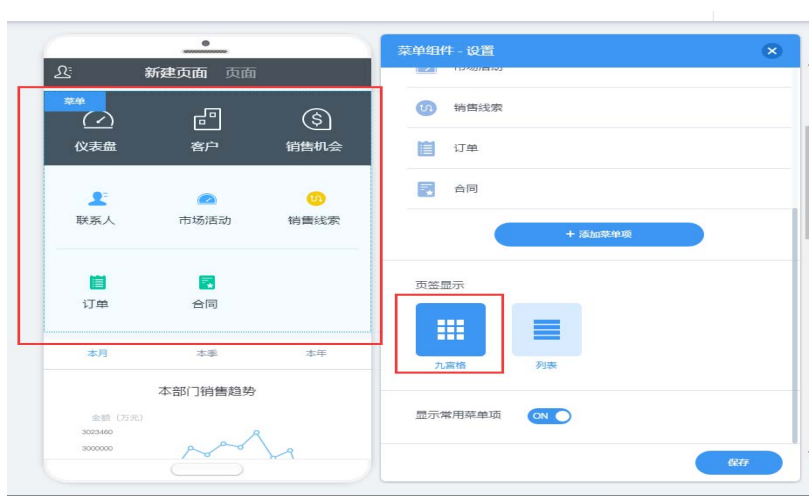 新建页面 页面
菜单
仪表盘 客户 销售机会
联系人 市场活动 销售线索
订单 合同
本月 本季 本年
本部门销售趋势
金额（万元）
3023460
3000000
菜单组件 - 设置
市场活动
销售线索
订单
合同
+ 添加菜单项
页签显示
九宫格 列表
显示常用菜单项 ON
保存